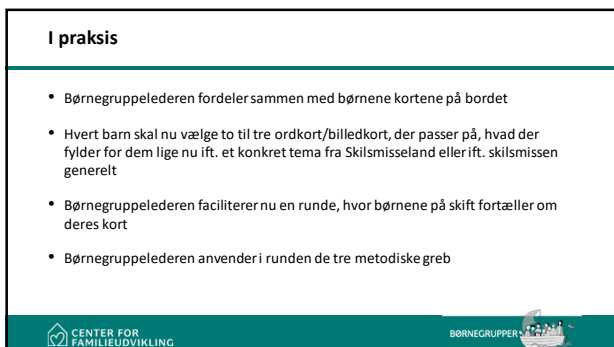 I praksis
• Børnegruppelederen fordeler sammen med børnene kortene på bordet
• Hvert barn skal nu vælge to til tre ordkort/billedkort, der passer på, hvad der
fylder for dem lige nu ift. et konkret tema fra Skilsmisseland eller ift. skilsmissen
generelt
• Børnegruppelederen faciliterer nu en runde, hvor børnene på skift fortæller om
deres kort
• Børnegruppelederen anvender i runden de tre metodiske greb
CENTER FOR
FAMILIEUDVIKLING
BØRNEGRUPPER